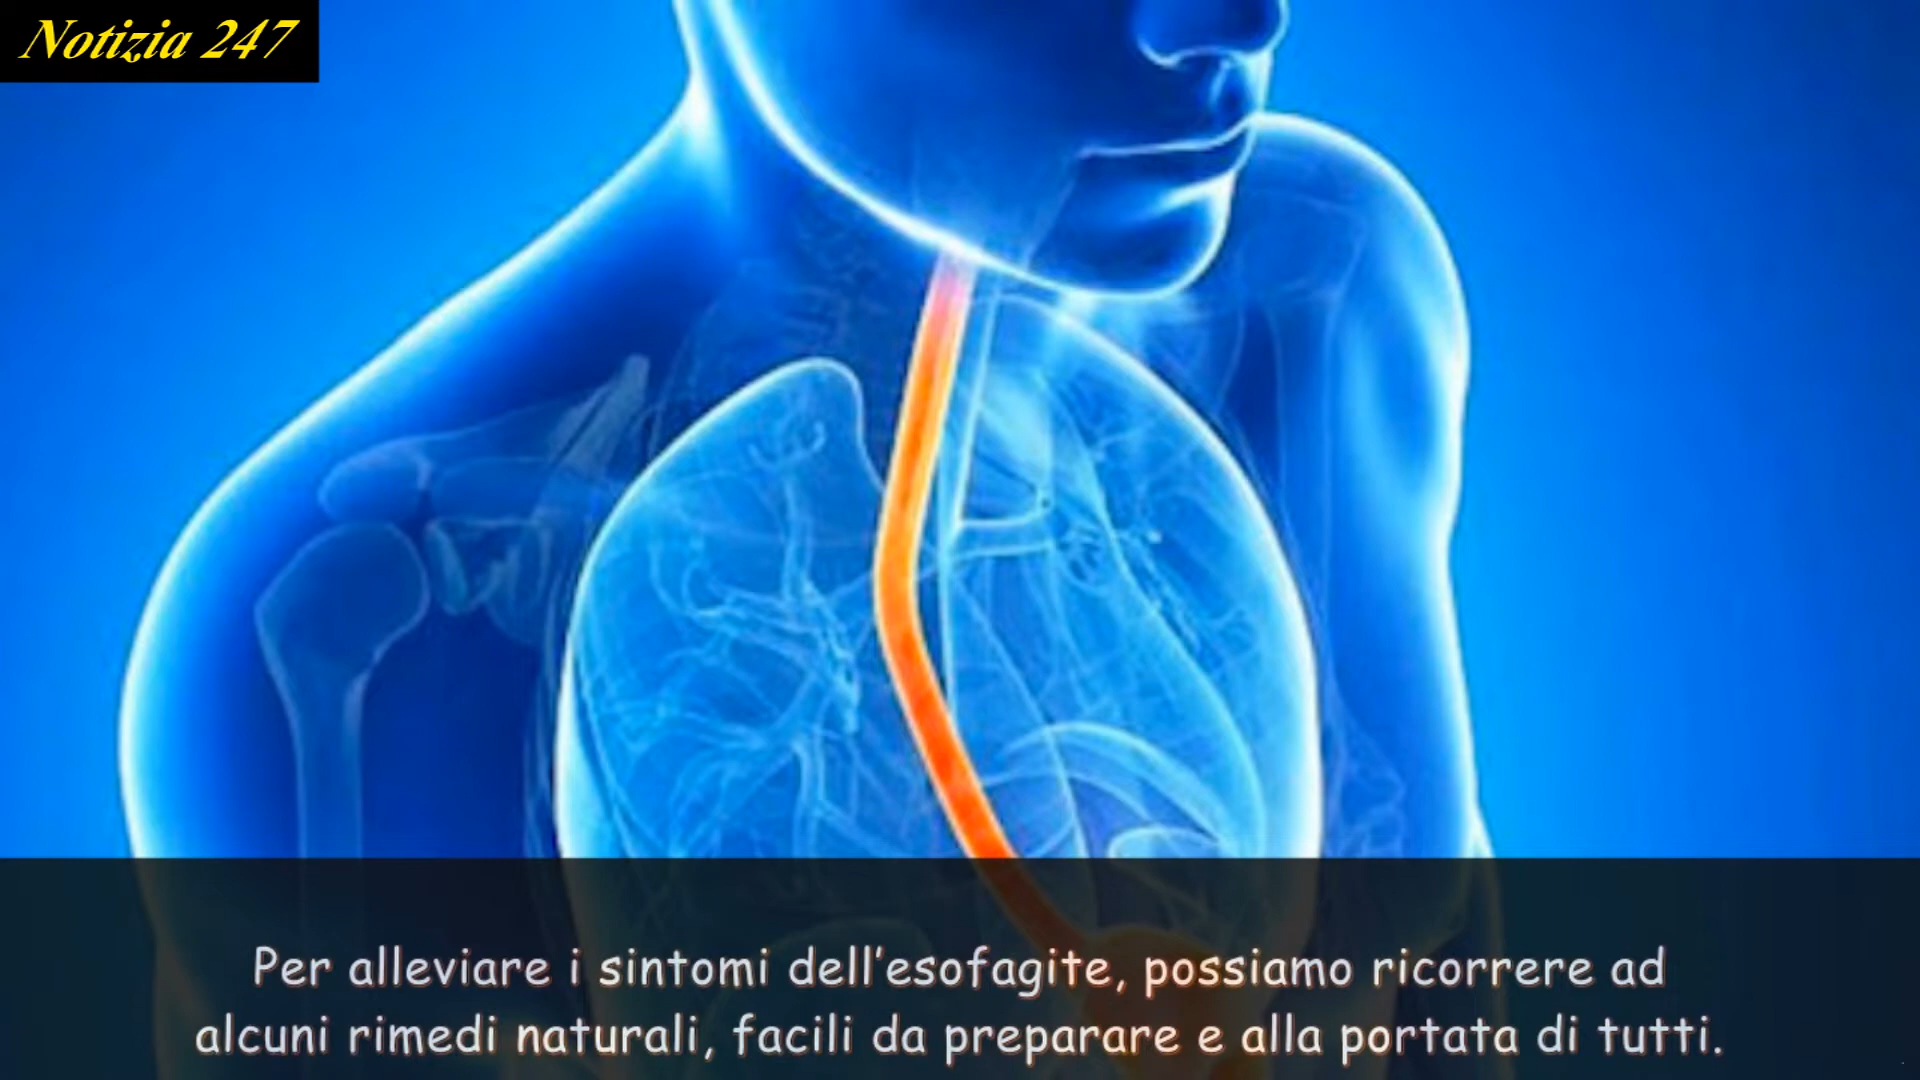 Notizia 247
Per alleviare i sintomi dell'esofagite, possiamo ricorrere ad
alcuni rimedi naturali, facili da preparare e alla portata di tutti.